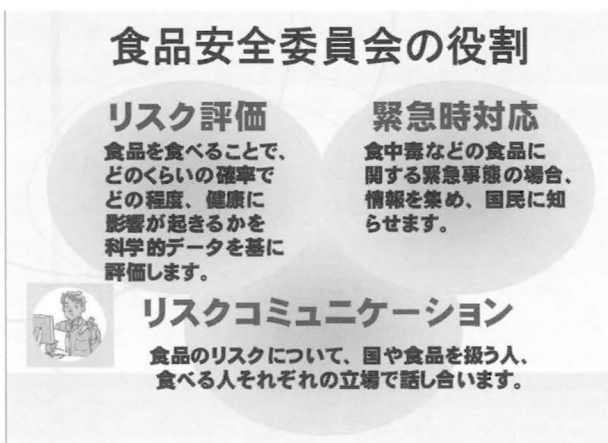 食品安全委員会の役割
リスク評価
食品を食べることで、
どのくらいの確率で
どの程度、健康に
影響が起きるかを
科学的データを基に
評価します。
緊急時対応
食中毒などの食品に
関する緊急事態の場合、
情報を集め、国民に知
らせます。
リスクコミュニケーション
食品のリスクについて、国や食品を扱う人、
食べる人それぞれの立場で話し合います。